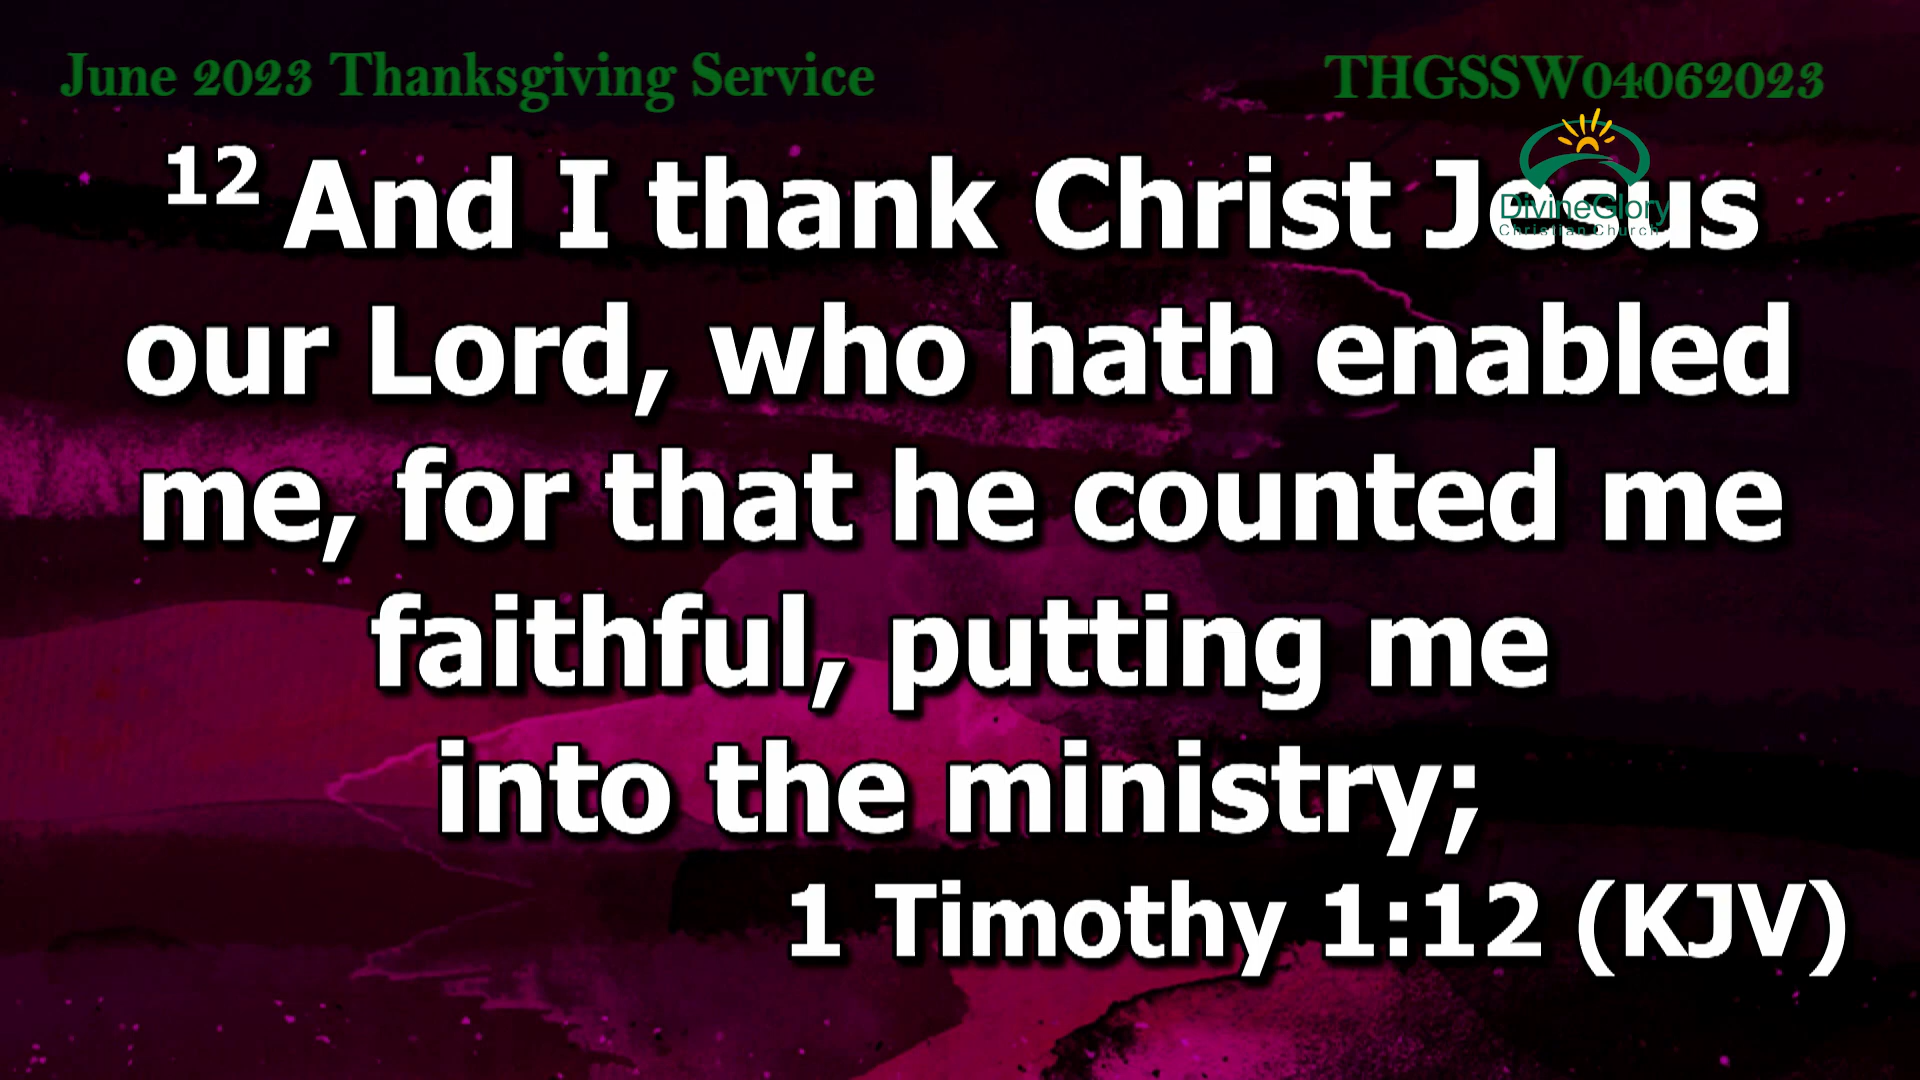 June 2023 Thanksgiving Service
THGSSW04062023
DivineGlory
Christian Church
12 And I thank Christ Jesus
our Lord, who hath enabled
me, for that he counted me
faithful, putting me
into the ministry;
1 Timothy 1:12 (KJV)